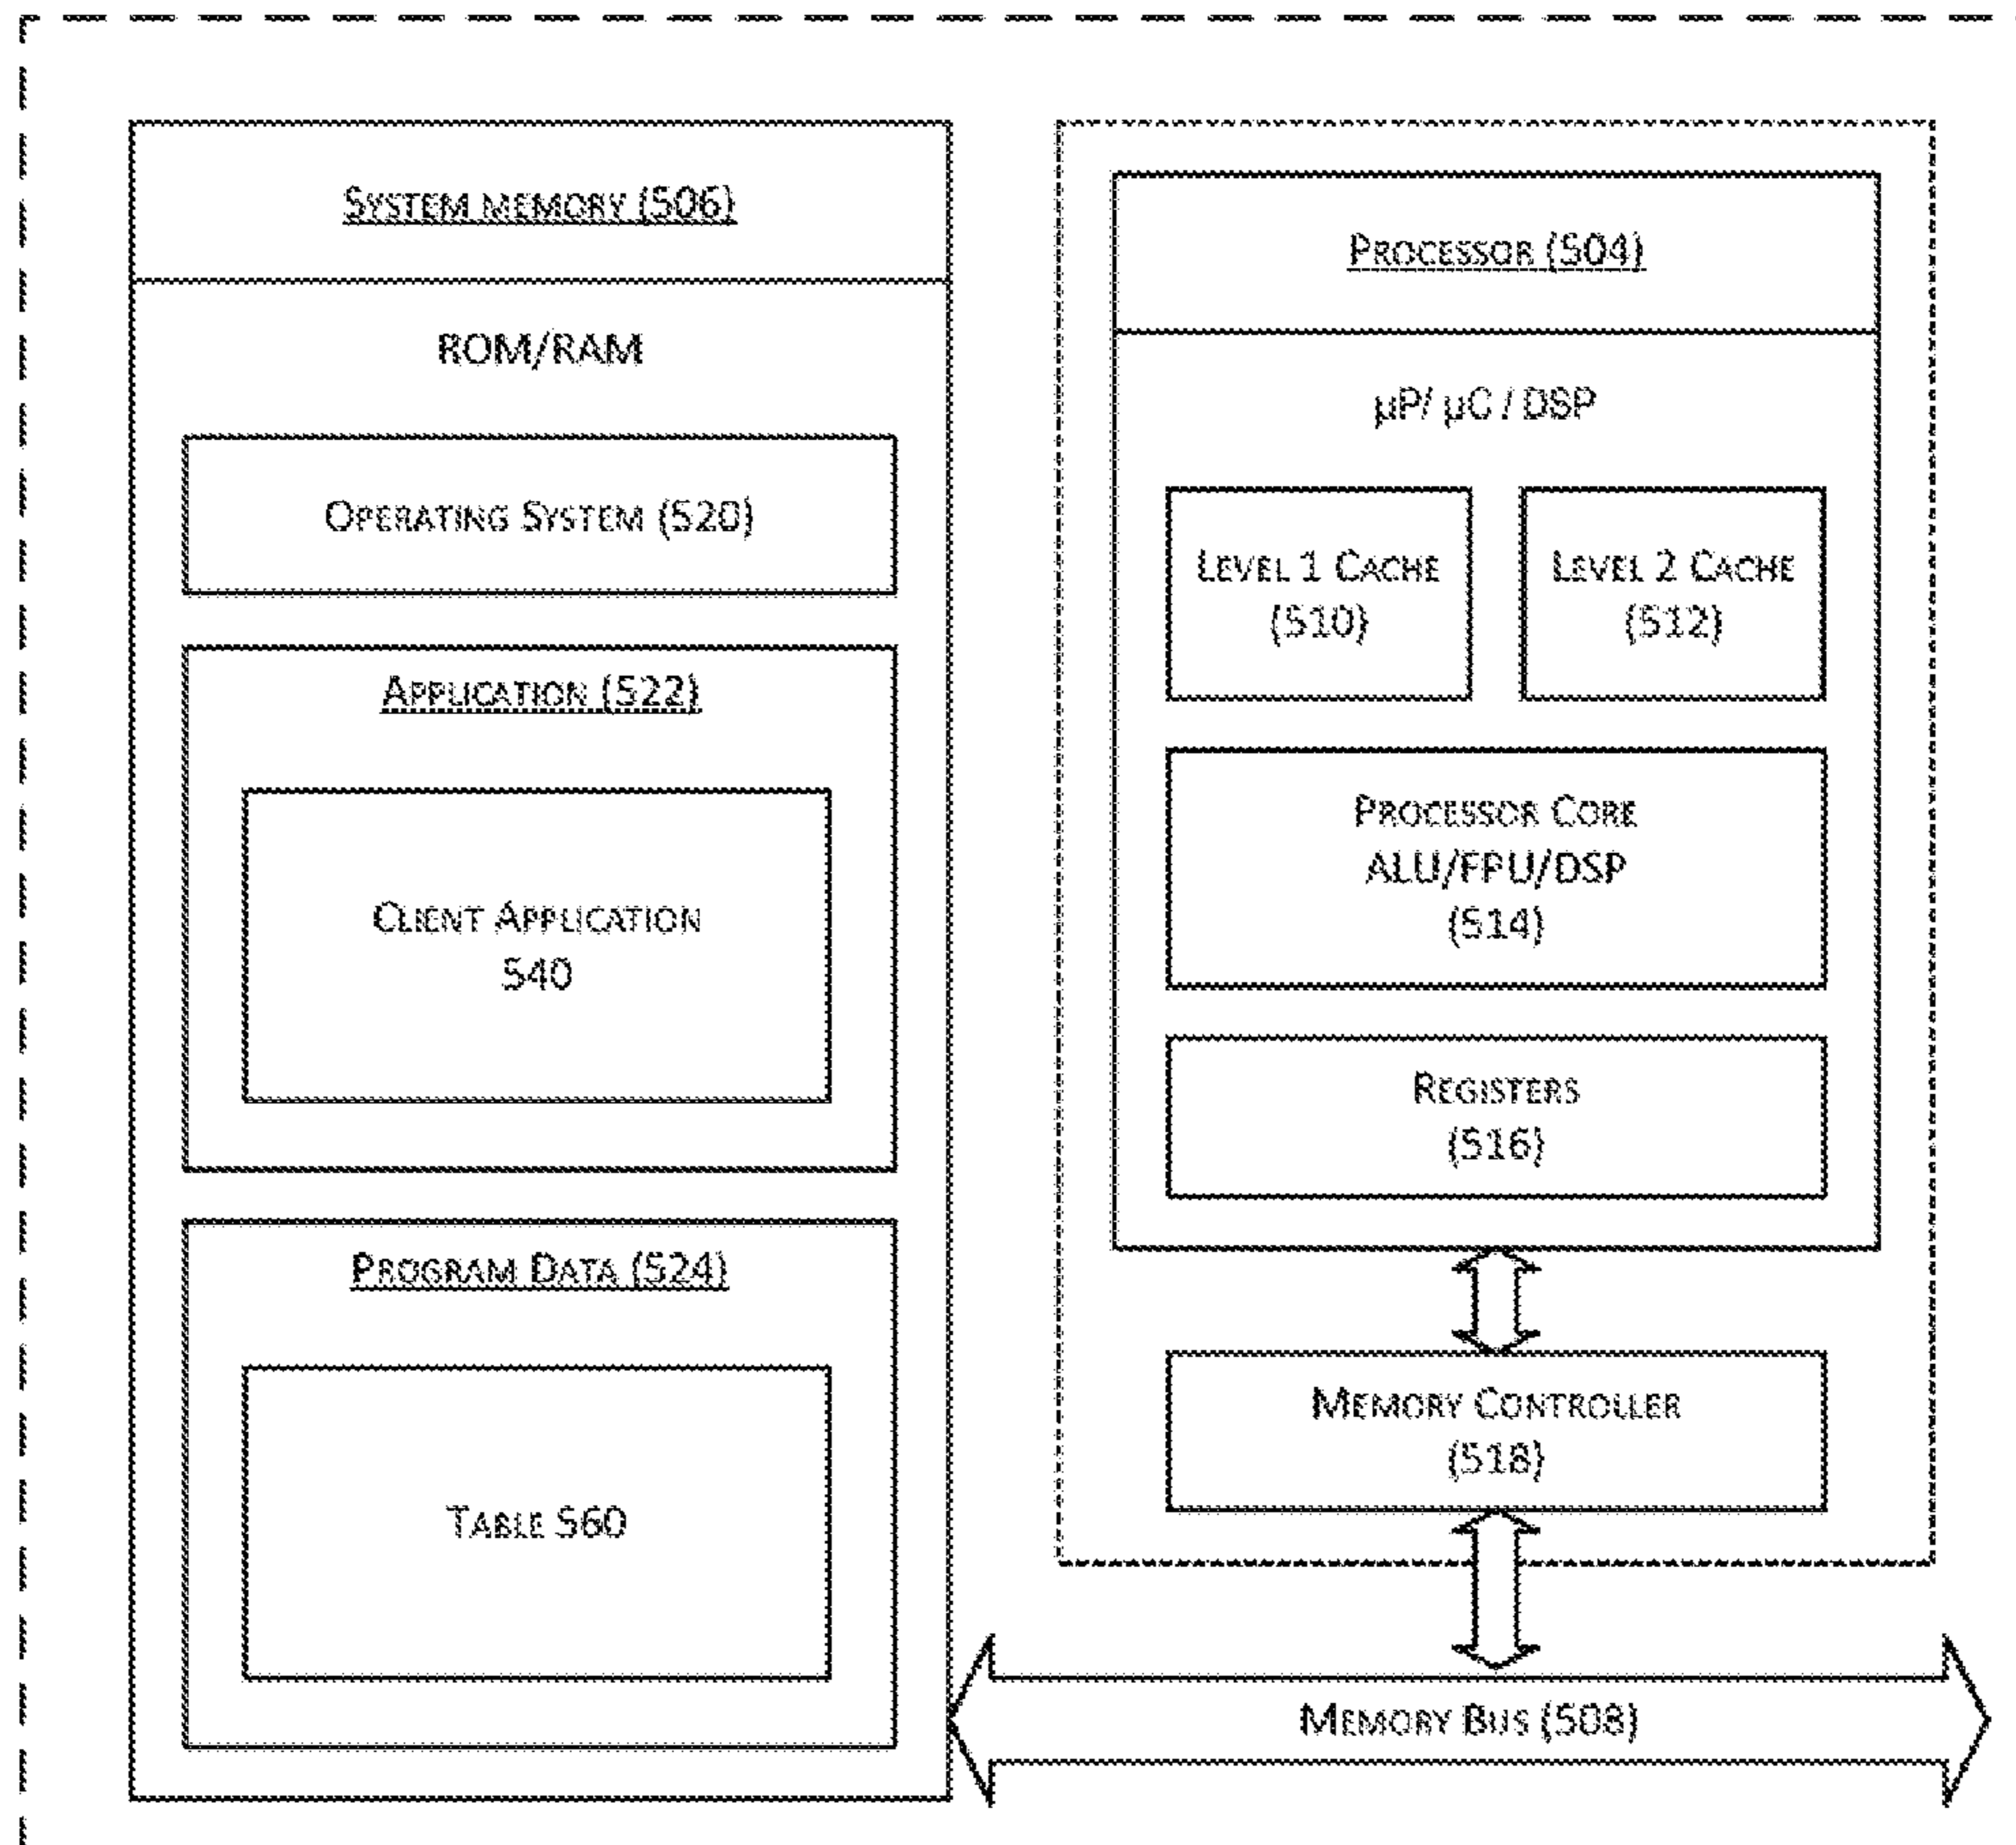 SYSTEM MEMORY (506)
ROM/RAM
OPERATING SYSTEM (520)
APPLICATION (522)
CLIENT APPLICATION
540
PROGRAM DATA (524)
TABLE 560
PROCESSOR (504)
µP/ µC / DSP
LEVEL 1 CACHE
(510)
LEVEL 2 CACHE
(512)
PROCESSOR CORE
ALU/FPU/DSP
(514)
REGISTERS
(516)
MEMORY CONTROLLER
(518)
MEMORY BUS (508)